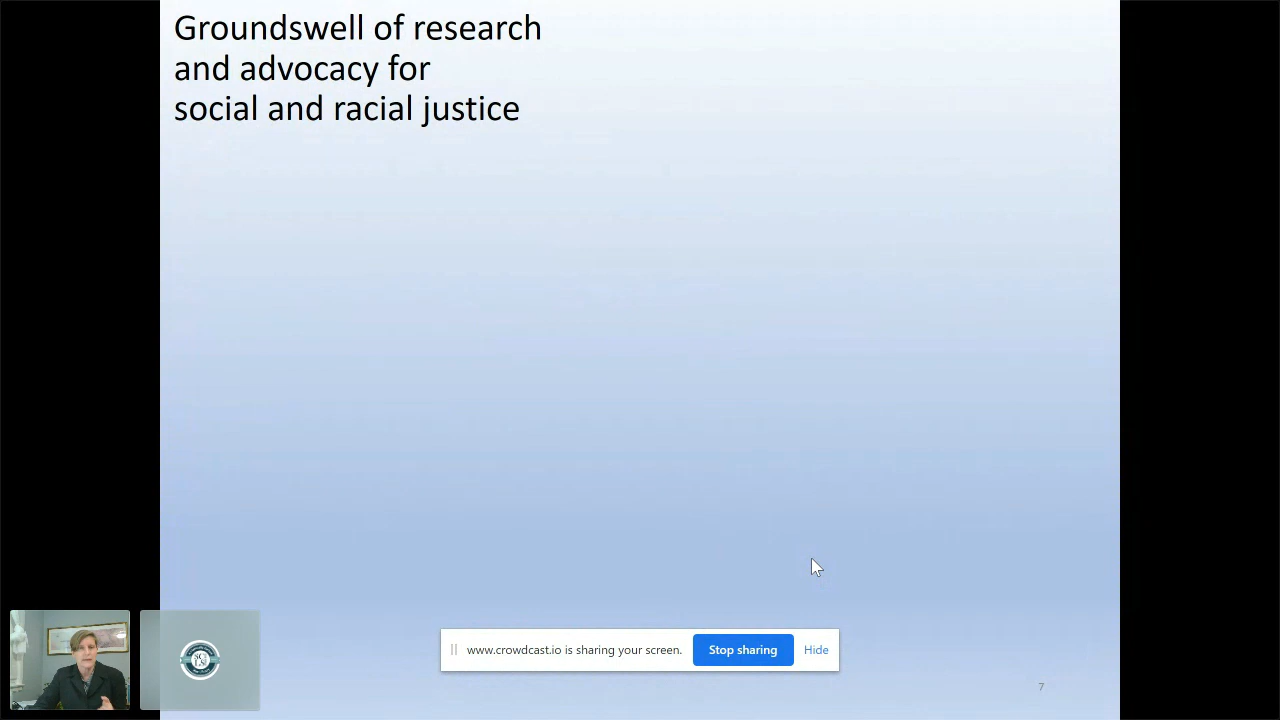 Groundswell of research
and advocacy for
social and racial justice
www.crowdcast.io is sharing your screen. Stop sharing Hide
7